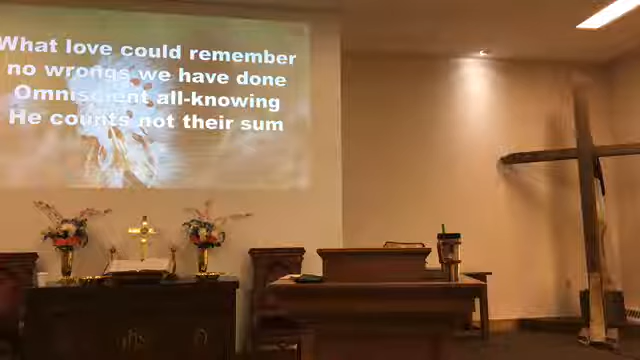 What love could remember
no wrongs we have done
Omniscient all-knowing
He counts not their sum